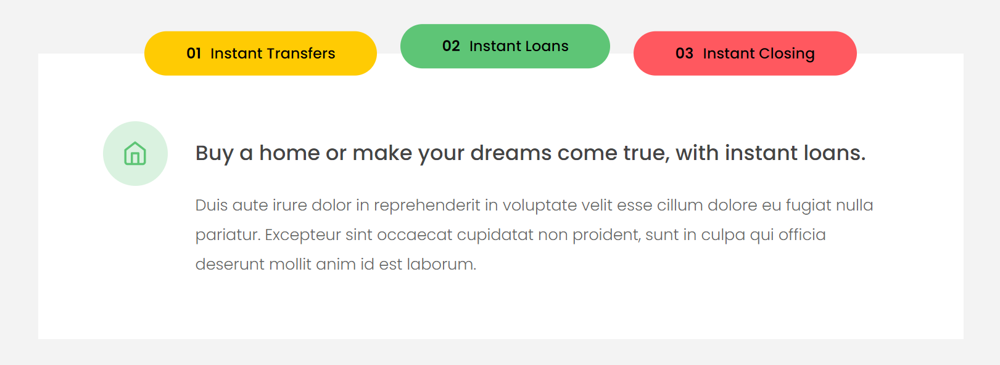 01 Instant Transfers
02 Instant Loans
03 Instant Closing
Buy a home or make your dreams come true, with instant loans.
Duis aute irure dolor in reprehenderit in voluptate velit esse cillum dolore eu fugiat nulla
pariatur. Excepteur sint occaecat cupidatat non proident, sunt in culpa qui officia
deserunt mollit anim id est laborum.